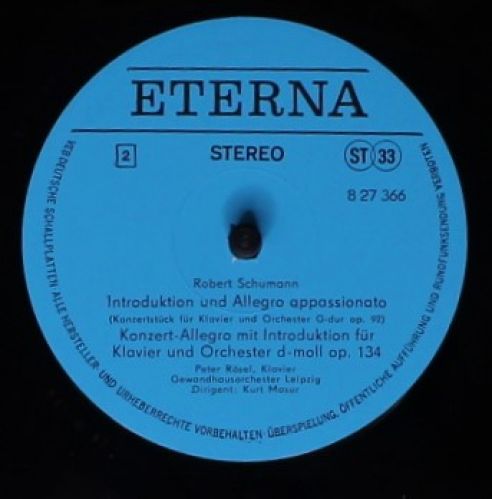 ETERNA
2
STEREO
ST 33
8 27 366
Robert Schumann
Introduktion und Allegro appassionato
(Konzertstück für Klavier und Orchester G-dur op. 92)
Konzert-Allegro mit Introduktion für
Klavier und Orchester d-moll op. 134
Peter Rösel, Klavier
Gewandhausorchester Leipzig
Dirigent: Kurt Masur
VEB DEUTSCHE SCHALLPLATTEN ALLE HERSTELLER UND URHEBERRECHTE VORBEHALTEN · ÜBERSPIELUNG, ÖFFENTLICHE AUFFÜHRUNG UND RUNDFUNKSENDUNG VERBOTEN